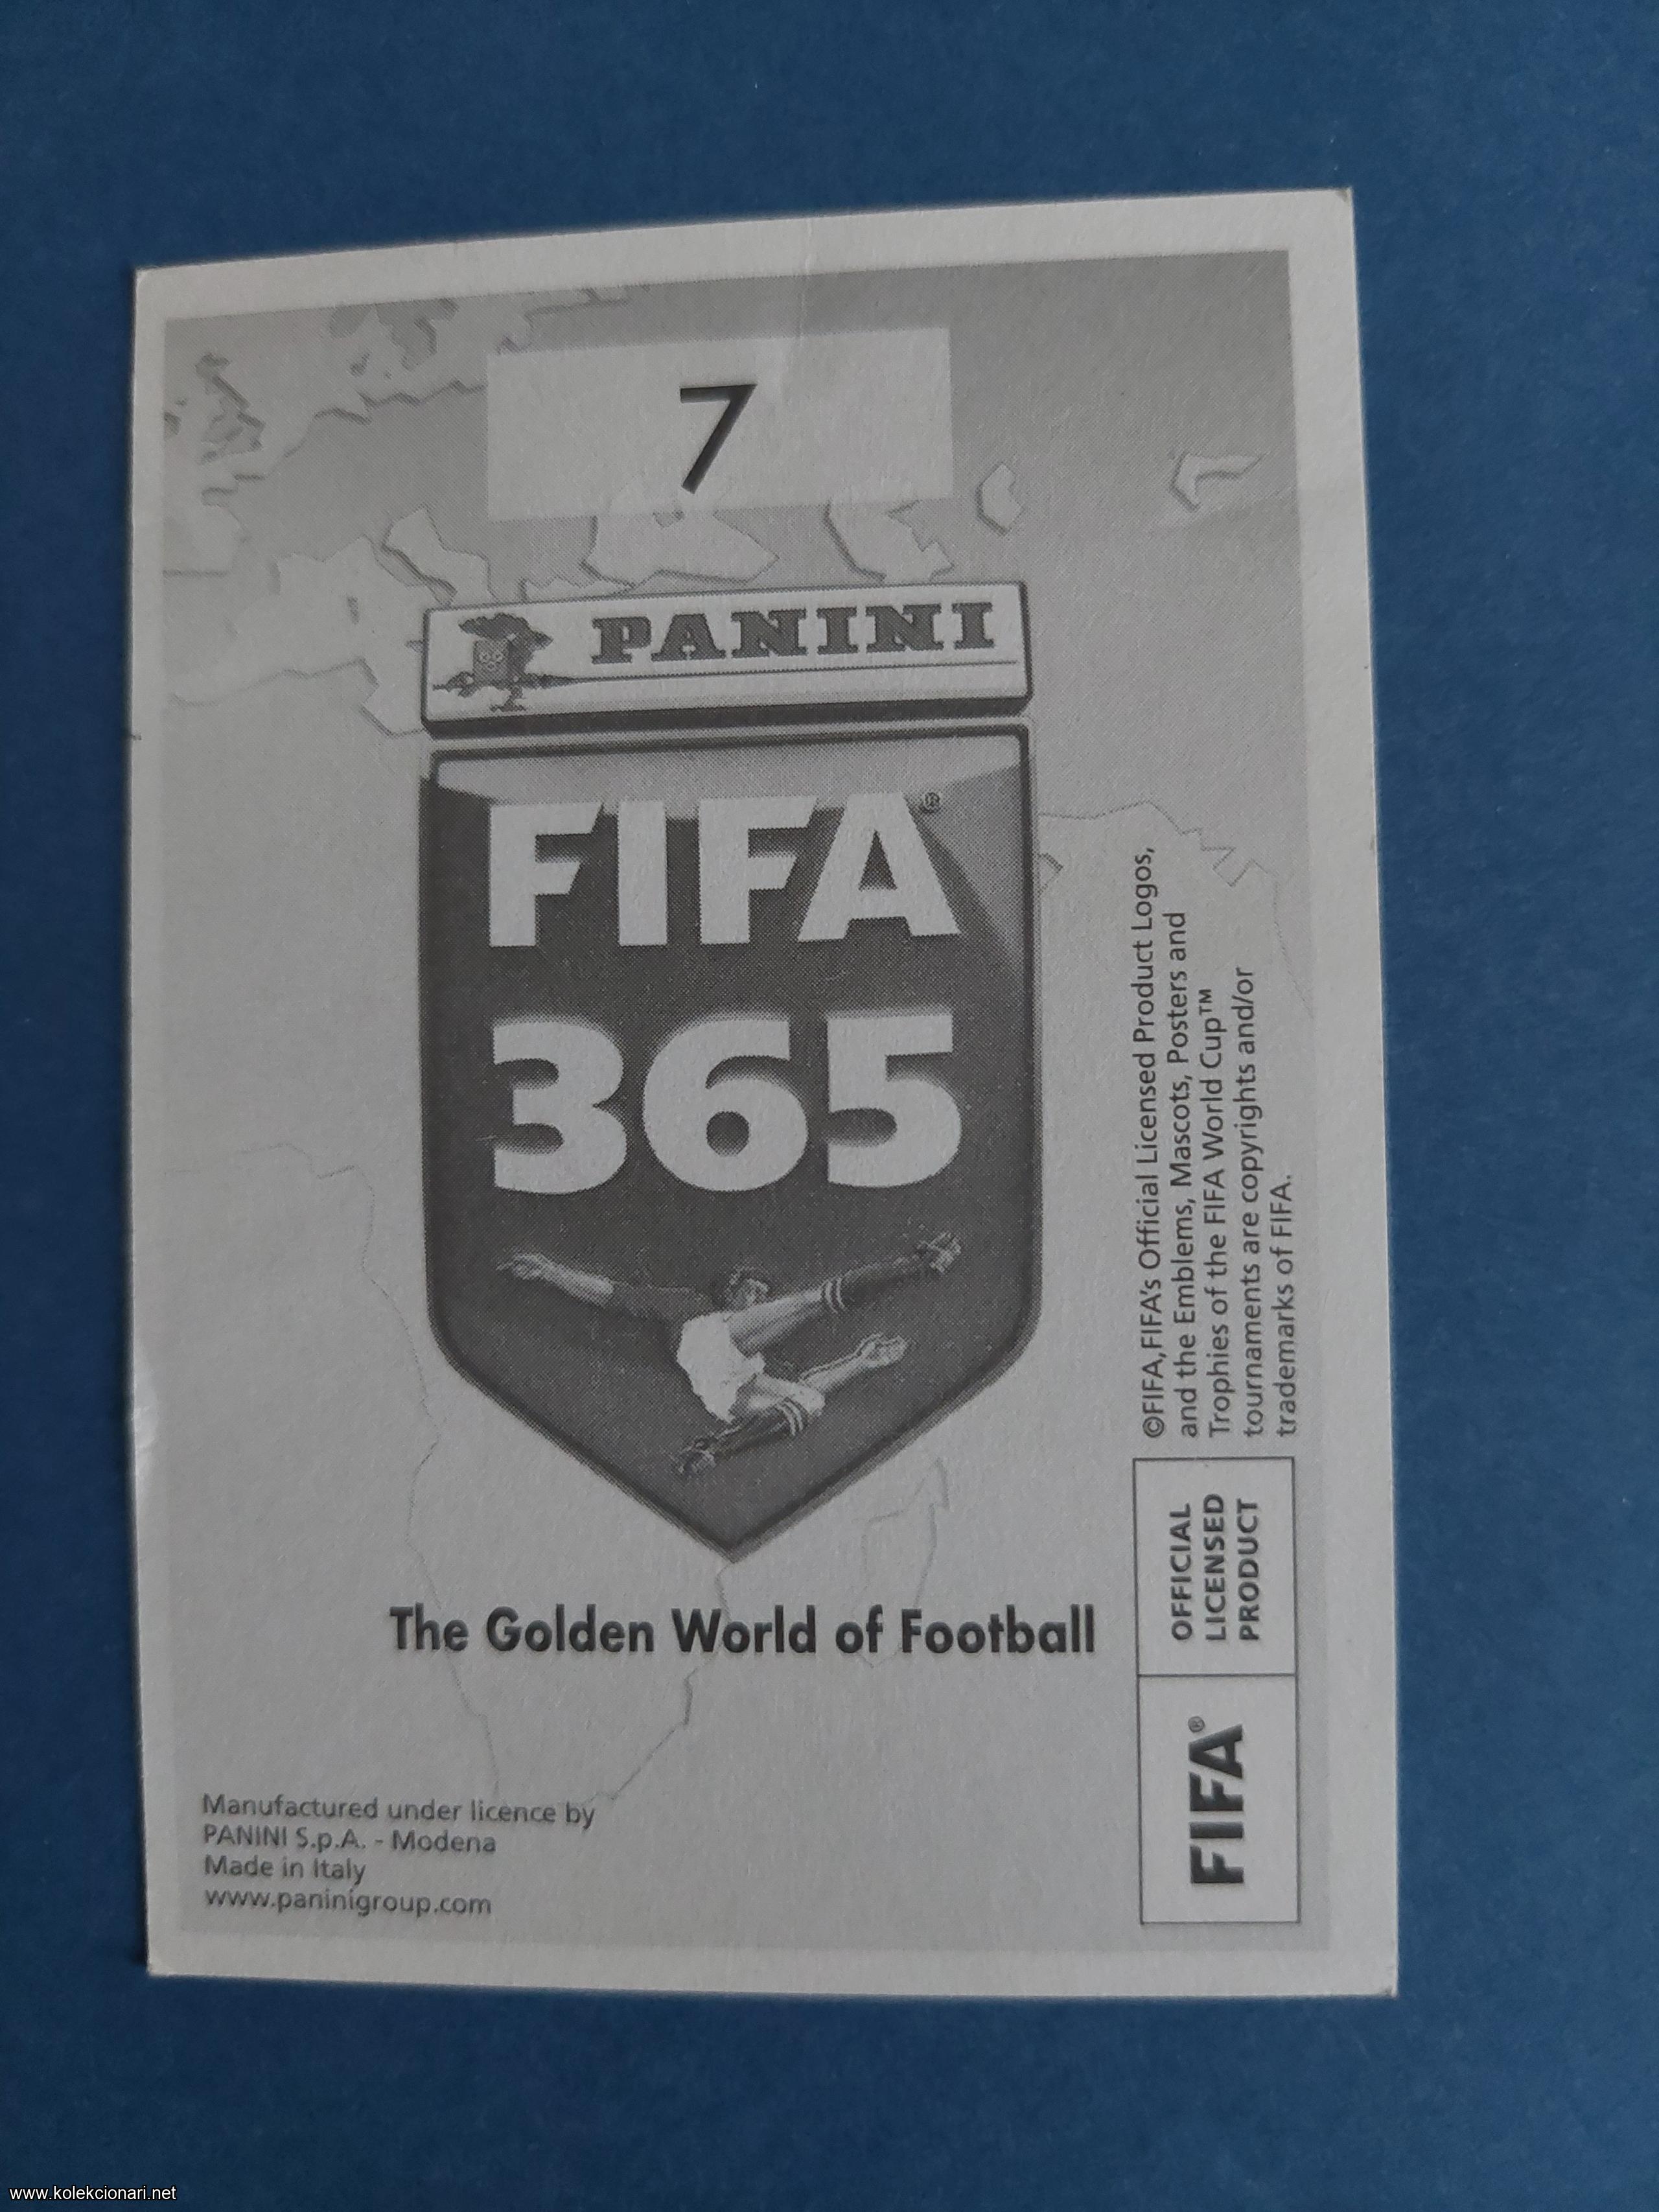 7
PANINI
FIFA®
365
The Golden World of Football
Manufactured under licence by
PANINI S.p.A. - Modena
Made in Italy
www.paninigroup.com
©FIFA,FIFA's Official Licensed Product Logos,
and the Emblems, Mascots, Posters and
Trophies of the FIFA World Cup™
tournaments are copyrights and/or
trademarks of FIFA.
FIFA®
OFFICIAL
LICENSED
PRODUCT
www.kolekcionari.net